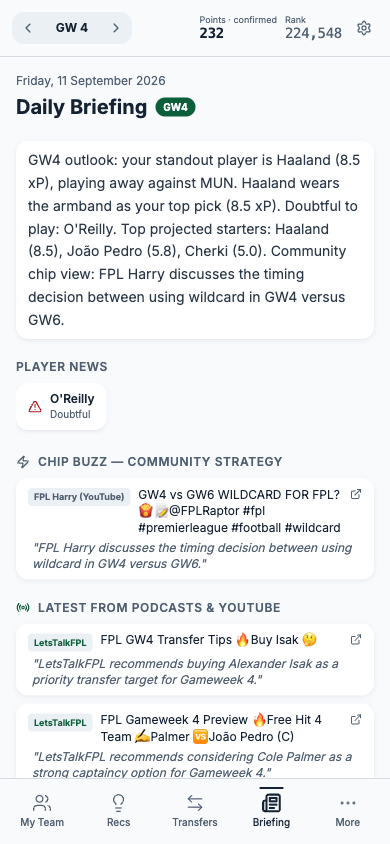 GW 4
Points · confirmed
232
Rank
224,548
Friday, 11 September 2026
Daily Briefing GW4
GW4 outlook: your standout player is Haaland (8.5
xP), playing away against MUN. Haaland wears
the armband as your top pick (8.5 xP). Doubtful to
play: O'Reilly. Top projected starters: Haaland
(8.5), João Pedro (5.8), Cherki (5.0). Community
chip view: FPL Harry discusses the timing
decision between using wildcard in GW4 versus
GW6.
PLAYER NEWS
O'Reilly
Doubtful
CHIP BUZZ — COMMUNITY STRATEGY
FPL Harry (YouTube)
GW4 vs GW6 WILDCARD FOR FPL?
🍟📝@FPLRaptor #fpl
#premierleague #football #wildcard
"FPL Harry discusses the timing decision between using
wildcard in GW4 versus GW6."
LATEST FROM PODCASTS & YOUTUBE
LetsTalkFPL
FPL GW4 Transfer Tips 🔥Buy Isak 🤔
"LetsTalkFPL recommends buying Alexander Isak as a
priority transfer target for Gameweek 4."
LetsTalkFPL
FPL Gameweek 4 Preview 🔥Free Hit 4
Team ✍️Palmer 🆚João Pedro (C)
"LetsTalkFPL recommends considering Cole Palmer as a
strong captaincy option for Gameweek 4."
My Team
Recs
Transfers
Briefing
More